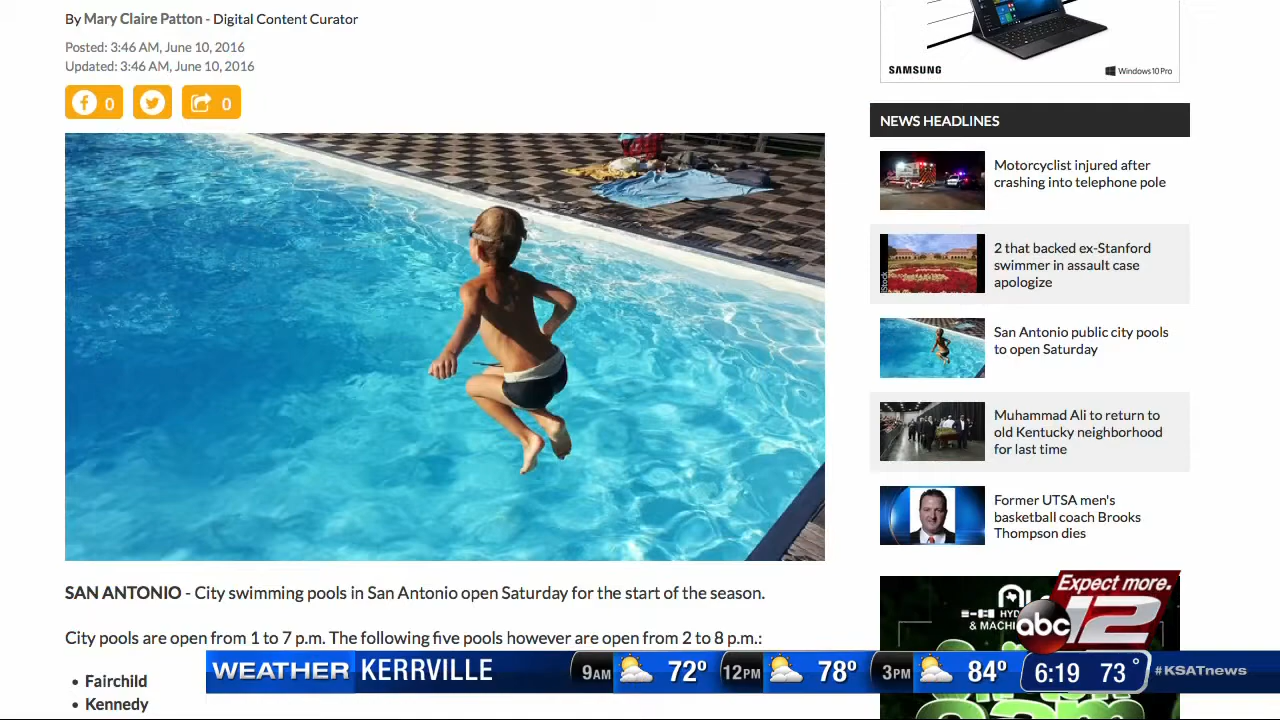 By Mary Claire Patton - Digital Content Curator
Posted: 3:46 AM, June 10, 2016
Updated: 3:46 AM, June 10, 2016
0
0
SAMSUNG
Windows 10 Pro
NEWS HEADLINES
Motorcyclist injured after
crashing into telephone pole
2 that backed ex-Stanford
swimmer in assault case
apologize
iStock
San Antonio public city pools
to open Saturday
Muhammad Ali to return to
old Kentucky neighborhood
for last time
Former UTSA men's
basketball coach Brooks
Thompson dies
SAN ANTONIO - City swimming pools in San Antonio open Saturday for the start of the season.
City pools are open from 1 to 7 p.m. The following five pools however are open from 2 to 8 p.m.:
• Fairchild
• Kennedy
Expect more.
abc 12
WEATHER KERRVILLE 9AM 72° 12PM 78° 3PM 84° 6:19 73° #KSATnews